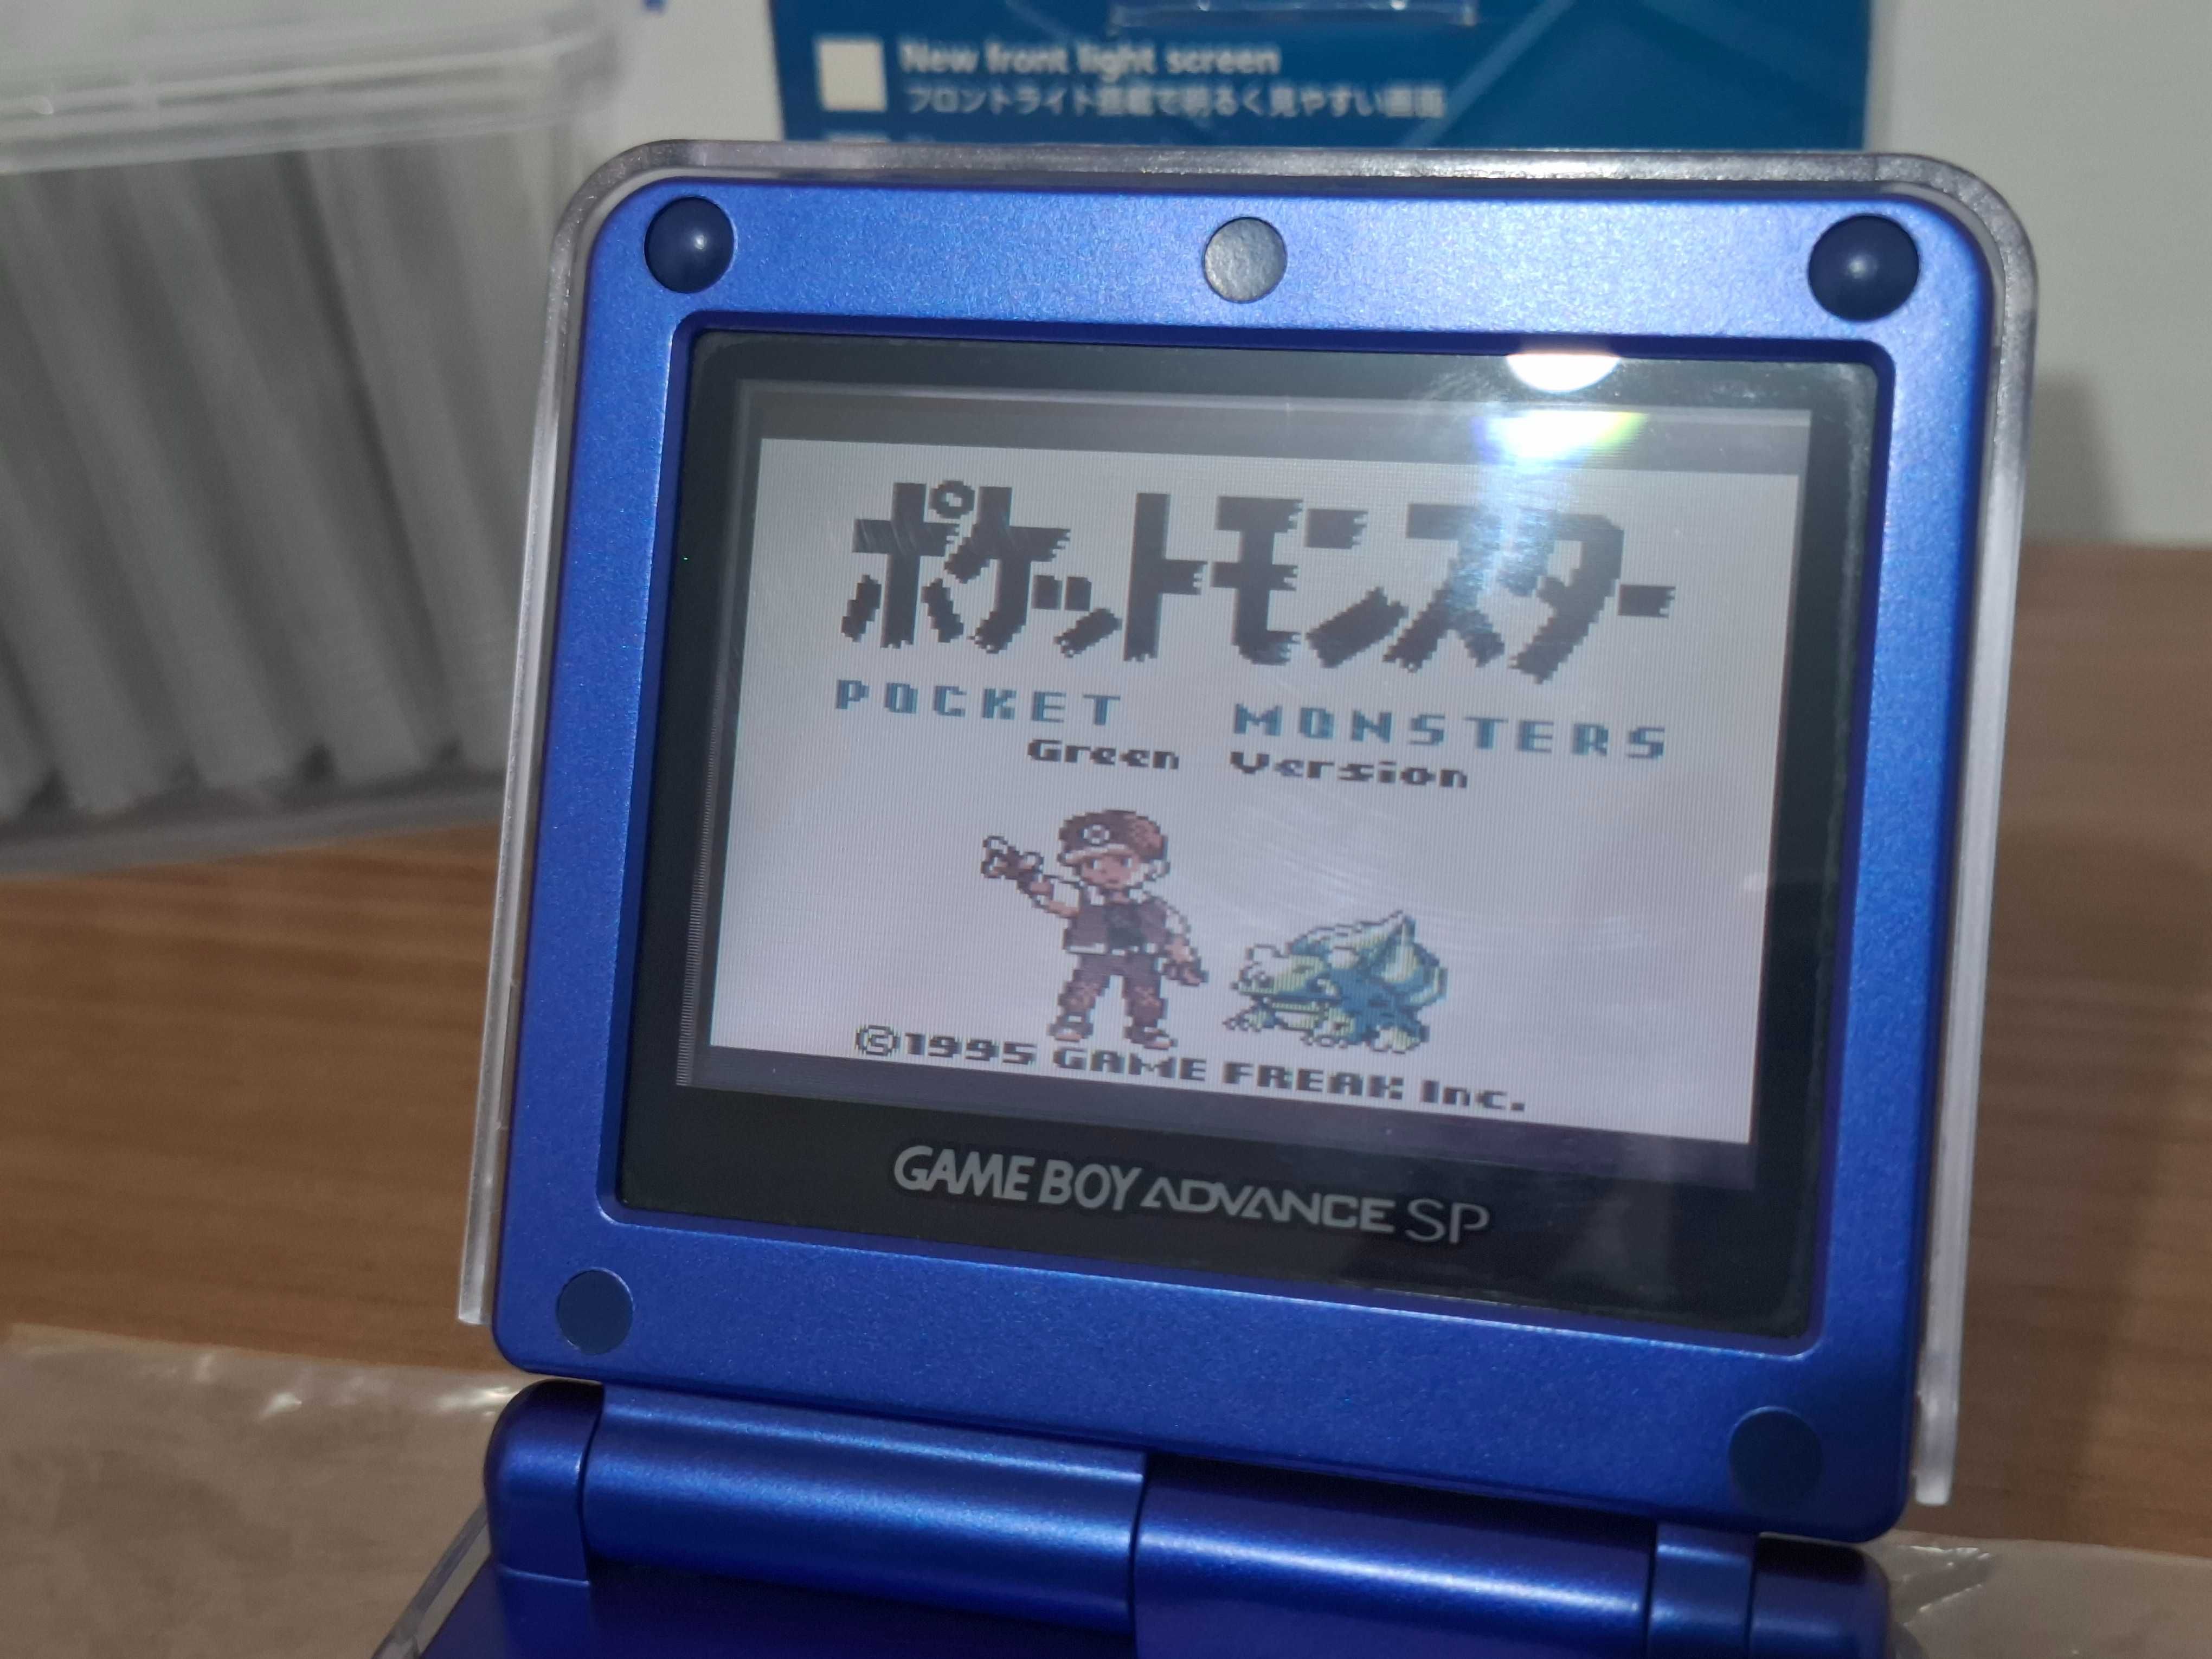 New front light screen
フロントライト搭載で明るく見やすい画面
ポケットモンスター
POCKET MONSTERS
Green Version
©1995 GAME FREAK Inc.
GAME BOY ADVANCE SP